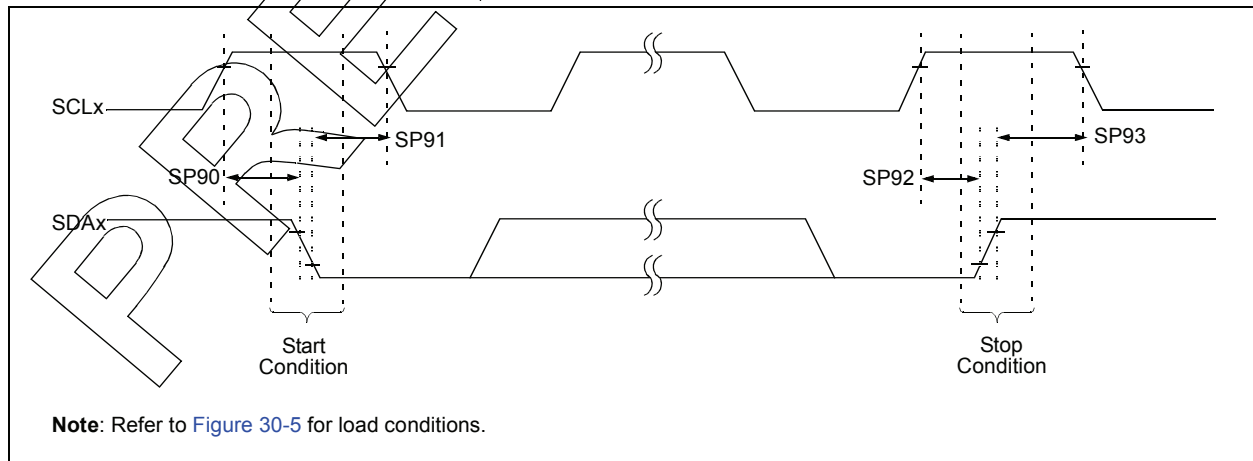 SCLx
SP91
SP93
SP90
SP92
SDAx
Start
Condition
Stop
Condition
Note: Refer to Figure 30-5 for load conditions.
PRE